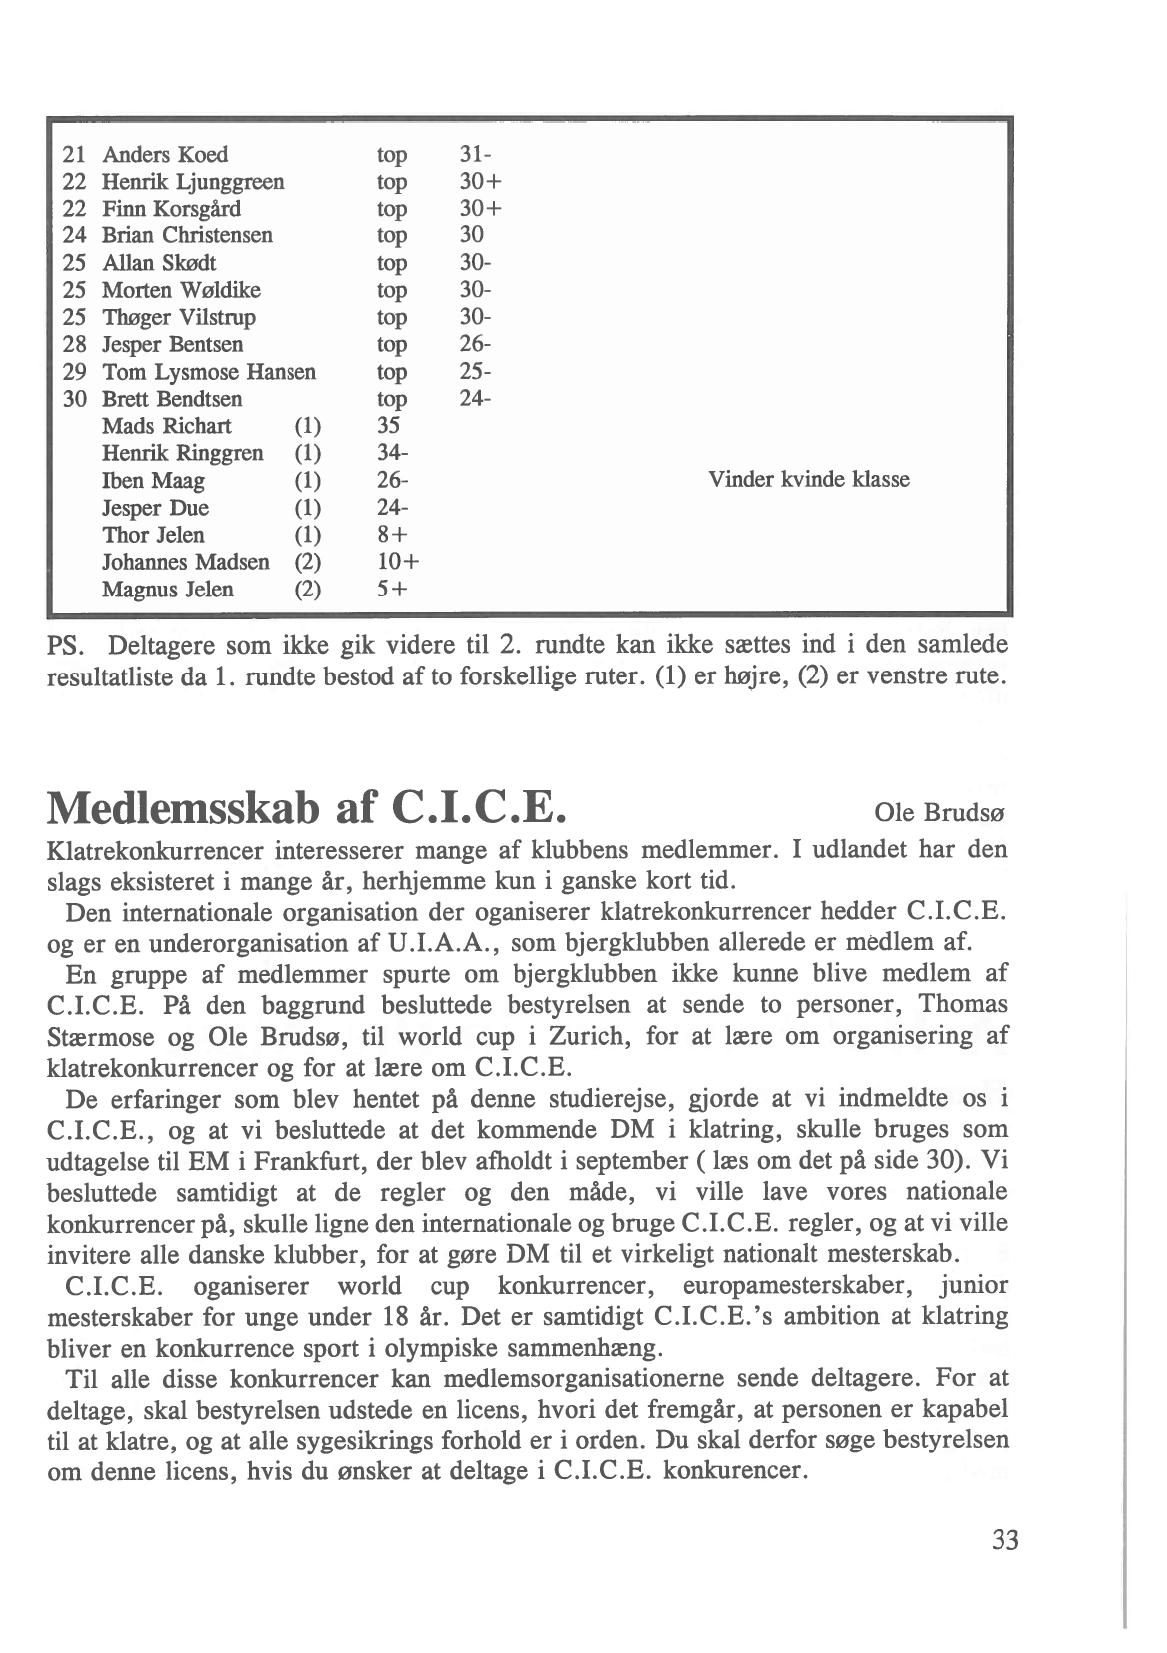 21 Anders Koed top 31-
22 Henrik Ljunggreen top 30+
22 Finn Korsgård top 30+
24 Brian Christensen top 30
25 Allan Skødt top 30-
25 Morten Wøldike top 30-
25 Thøger Vilstrup top 30-
28 Jesper Bentsen top 26-
29 Tom Lysmose Hansen top 25-
30 Brett Bendtsen top 24-
Mads Richart (1) 35
Henrik Ringgren (1) 34-
Iben Maag (1) 26- Vinder kvinde klasse
Jesper Due (1) 24-
Thor Jelen (1) 8+
Johannes Madsen (2) 10+
Magnus Jelen (2) 5+
PS. Deltagere som ikke gik videre til 2. rundte kan ikke sættes ind i den samlede
resultatliste da 1. rundte bestod af to forskellige ruter. (1) er højre, (2) er venstre rute.
Medlemsskab af C.I.C.E. Ole Brudsø
Klatrekonkurrencer interesserer mange af klubbens medlemmer. I udlandet har den
slags eksisteret i mange år, herhjemme kun i ganske kort tid.
Den internationale organisation der oganiserer klatrekonkurrencer hedder C.I.C.E.
og er en underorganisation af U.I.A.A., som bjergklubben allerede er medlem af.
En gruppe af medlemmer spurte om bjergklubben ikke kunne blive medlem af
C.I.C.E. På den baggrund besluttede bestyrelsen at sende to personer, Thomas
Stærmose og Ole Brudsø, til world cup i Zurich, for at lære om organisering af
klatrekonkurrencer og for at lære om C.I.C.E.
De erfaringer som blev hentet på denne studierejse, gjorde at vi indmeldte os i
C.I.C.E., og at vi besluttede at det kommende DM i klatring, skulle bruges som
udtagelse til EM i Frankfurt, der blev afholdt i september ( læs om det på side 30). Vi
besluttede samtidigt at de regler og den måde, vi ville lave vores nationale
konkurrencer på, skulle ligne den internationale og bruge C.I.C.E. regler, og at vi ville
invitere alle danske klubber, for at gøre DM til et virkeligt nationalt mesterskab.
C.I.C.E. oganiserer world cup konkurrencer, europamesterskaber, junior
mesterskaber for unge under 18 år. Det er samtidigt C.I.C.E.'s ambition at klatring
bliver en konkurrence sport i olympiske sammenhæng.
Til alle disse konkurrencer kan medlemsorganisationerne sende deltagere. For at
deltage, skal bestyrelsen udstede en licens, hvori det fremgår, at personen er kapabel
til at klatre, og at alle sygesikrings forhold er i orden. Du skal derfor søge bestyrelsen
om denne licens, hvis du ønsker at deltage i C.I.C.E. konkurencer.
33